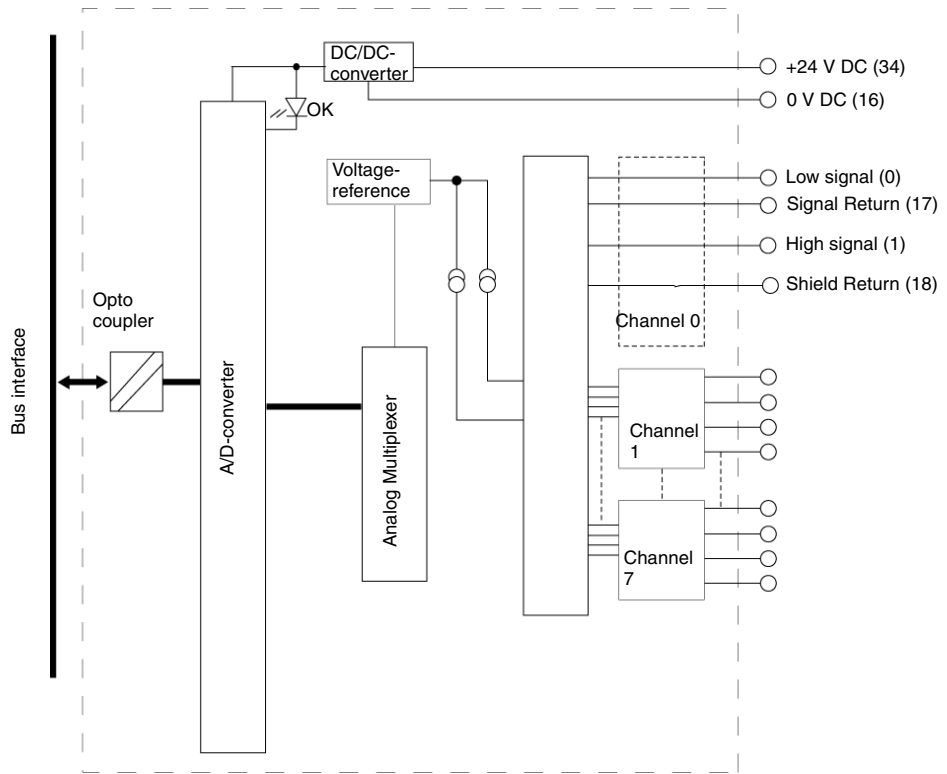 DC/DC-
converter
+24 V DC (34)
0 V DC (16)
OK
Voltage-
reference
Low signal (0)
Signal Return (17)
High signal (1)
Shield Return (18)
Channel 0
Opto
coupler
Bus interface
A/D-converter
Analog Multiplexer
Channel
1
Channel
7